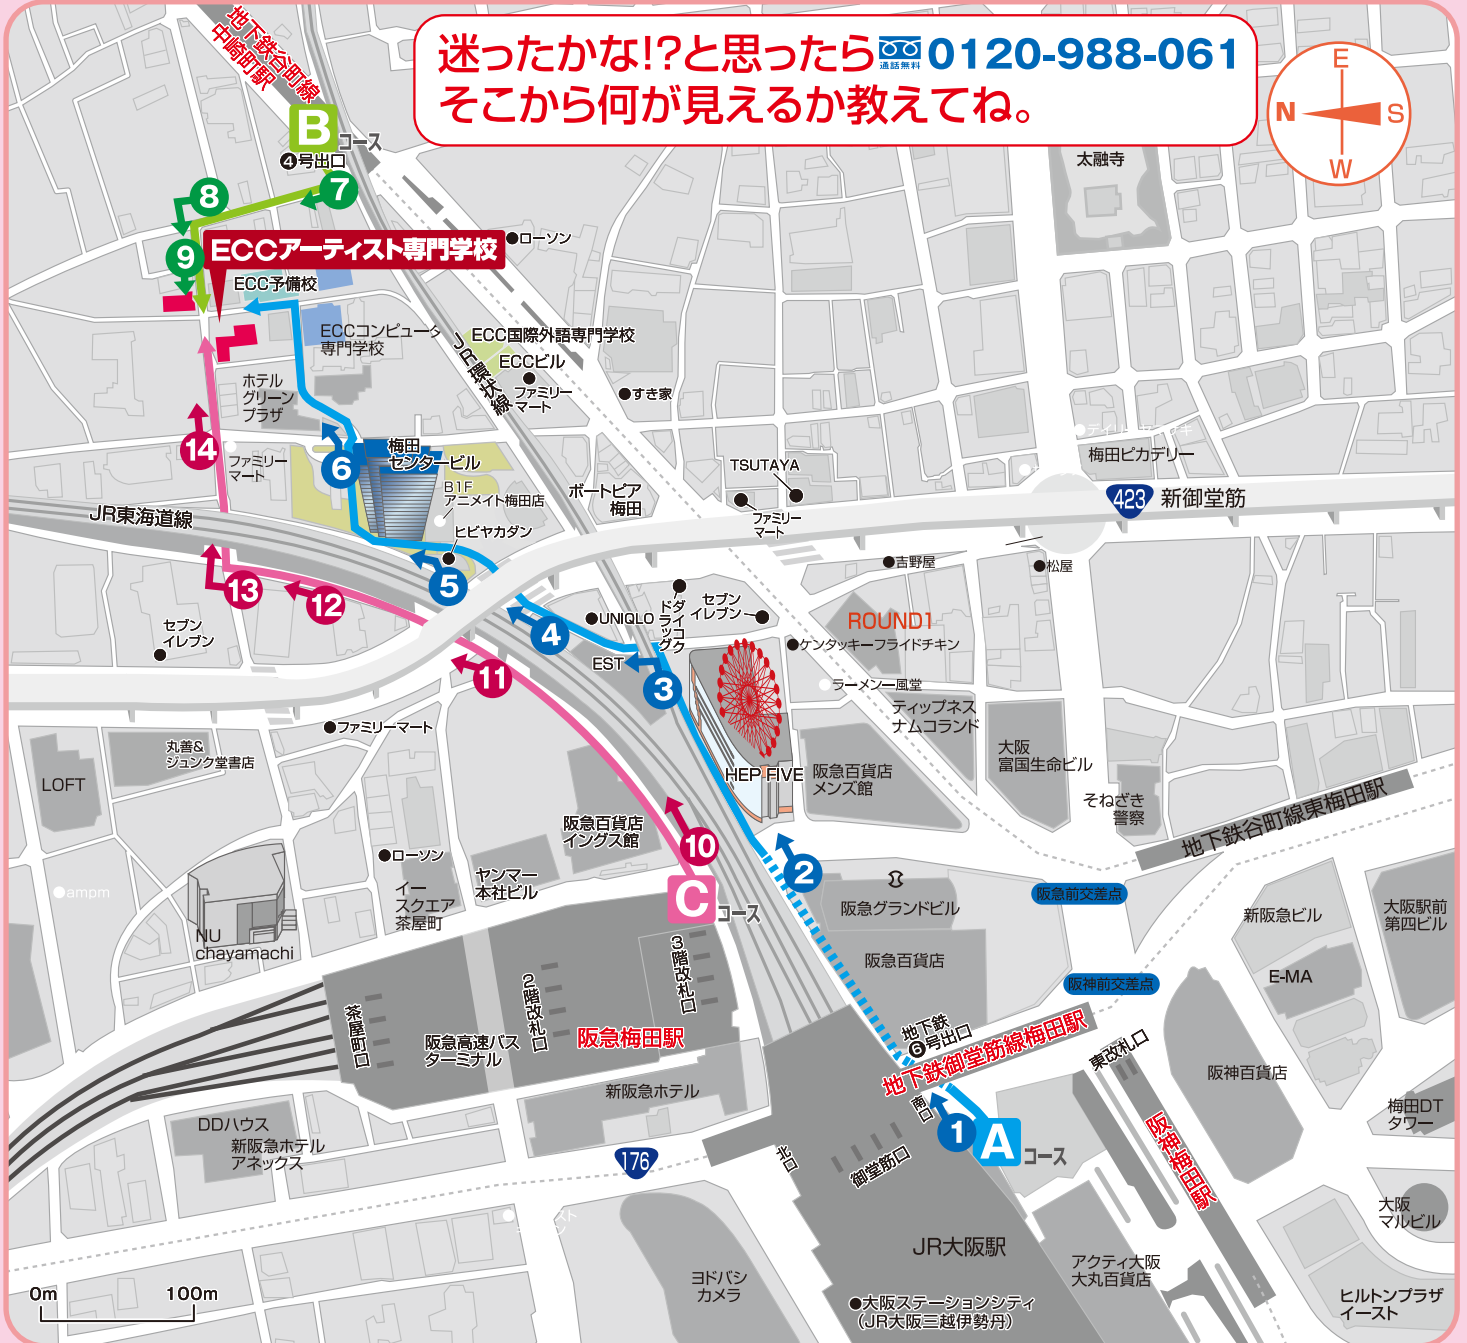 迷ったかな!?と思ったら 通話無料 0120-988-061
そこから何が見えるか教えてね。
E
N
S
W
地下鉄谷町線
中崎町駅
B
コース
❹号出口
7
8
9
太融寺
ローソン
ECCアーティスト専門学校
ECC予備校
ECCコンピュータ
専門学校
JR環状線
ECC国際外語専門学校
ECCビル
ファミリー
マート
すき家
ホテル
グリーン
プラザ
14
ファミリー
マート
6
梅田
センタービル
B1F
アニメイト梅田店
ヒビヤカダン
ボートピア
梅田
TSUTAYA
ファミリー
マート
梅田ピカデリー
423
新御堂筋
JR東海道線
5
13
12
セブン
イレブン
4
UNIQLO
ダイコク
ドラッグ
セブン
イレブン
吉野屋
松屋
ROUND1
ケンタッキーフライドチキン
ラーメン一風堂
EST
3
11
ティップネス
ナムコランド
ファミリーマート
丸善&
ジュンク堂書店
LOFT
HEP FIVE
阪急百貨店
メンズ館
大阪
富国生命ビル
そねざき
警察
地下鉄谷町線東梅田駅
阪急百貨店
イングス館
10
2
ローソン
イー
スクエア
茶屋町
ヤンマー
本社ビル
C
コース
阪急グランドビル
阪急前交差点
ampm
NU
chayamachi
阪急百貨店
新阪急ビル
大阪駅前
第四ビル
E-MA
阪神前交差点
3階改札口
2階改札口
茶屋町口
阪急高速バス
ターミナル
阪急梅田駅
地下鉄
❻号出口
地下鉄御堂筋線梅田駅
東改札口
阪神百貨店
新阪急ホテル
DDハウス
新阪急ホテル
アネックス
南口
1
A
コース
阪神梅田駅
梅田DT
タワー
176
北口
御堂筋口
大阪
マルビル
JR大阪駅
アクティ大阪
大丸百貨店
ヨドバシ
カメラ
大阪ステーションシティ
(JR大阪三越伊勢丹)
ヒルトンプラザ
イースト
0m
100m